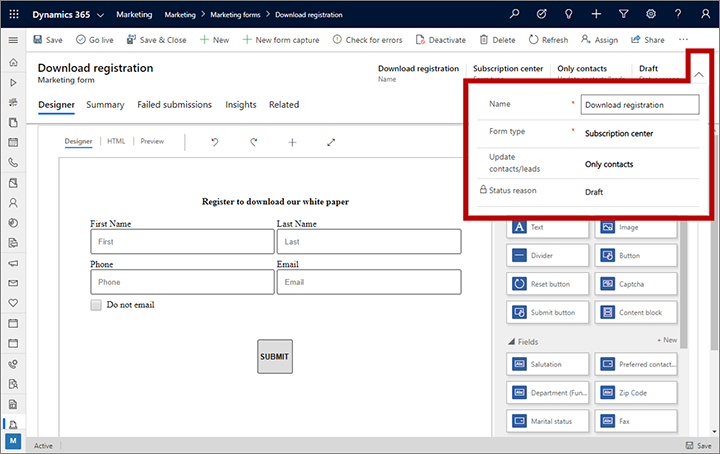 Dynamics 365 Marketing Marketing > Marketing forms > Download registration
Save Go live Save & Close New New form capture Check for errors Deactivate Delete Refresh Assign Share
Download registration
Marketing form
Download registration
Name
Subscription center
Only contacts
Draft
Designer Summary Failed submissions Insights Related
Name * Download registration
Form type * Subscription center
Update contacts/leads Only contacts
Status reason Draft
Designer HTML Preview
Register to download our white paper
First Name Last Name
First Last
Phone Email
Phone Email
Do not email
SUBMIT
Text Image
Divider Button
Reset button Captcha
Submit button Content block
Fields + New
Salutation Preferred contact...
Department (Fun... Zip Code
Marital status Fax
M Active Save